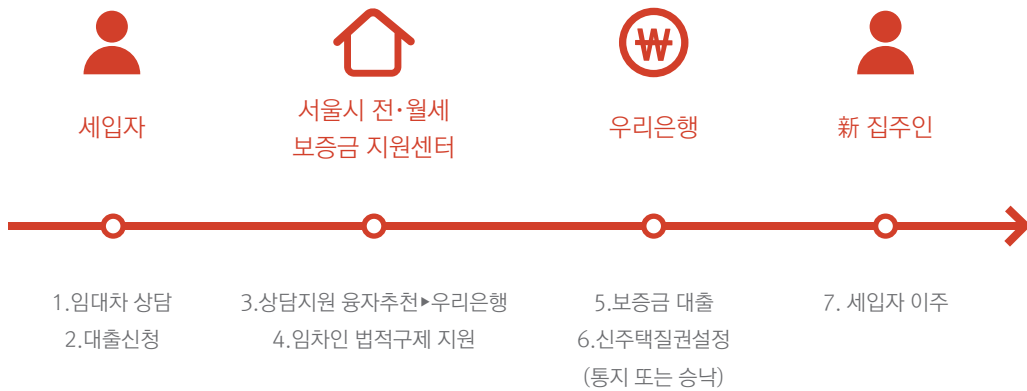 세입자
서울시 전·월세
보증금 지원센터
₩
우리은행
新 집주인
1.임대차 상담
2.대출신청
3.상담지원 융자추천▶우리은행
4.임차인 법적구제 지원
5.보증금 대출
6.신주택질권설정
(통지 또는 승낙)
7. 세입자 이주